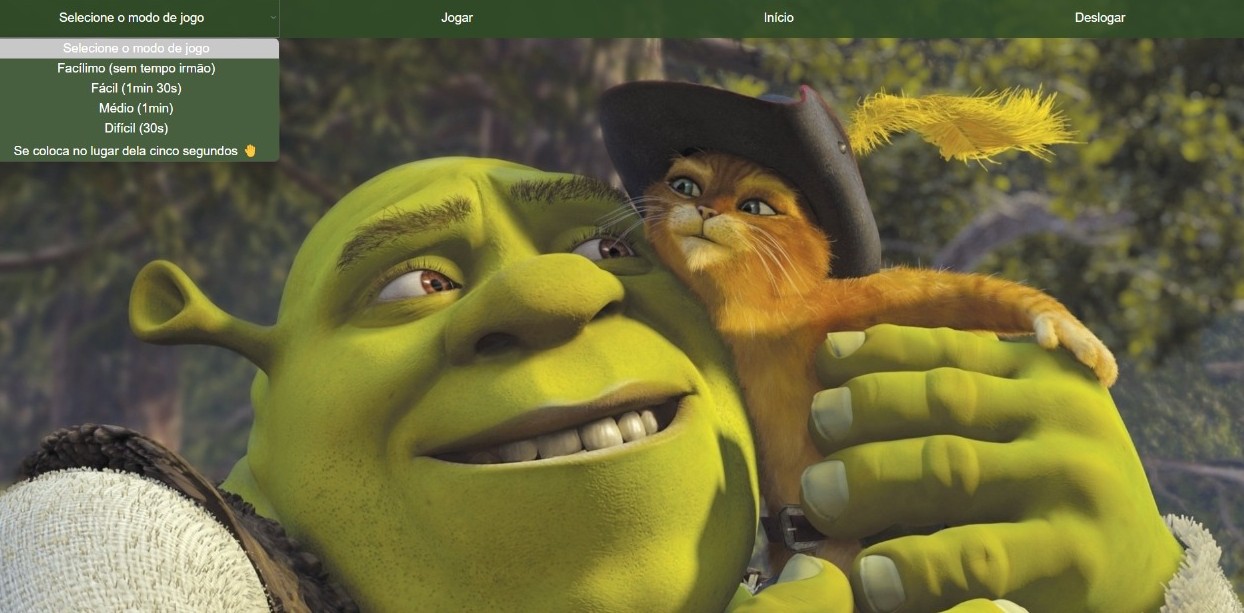 Selecione o modo de jogo
Jogar
Início
Deslogar
Selecione o modo de jogo
Facílimo (sem tempo irmão)
Fácil (1min 30s)
Médio (1min)
Difícil (30s)
Se coloca no lugar dela cinco segundos 🤚